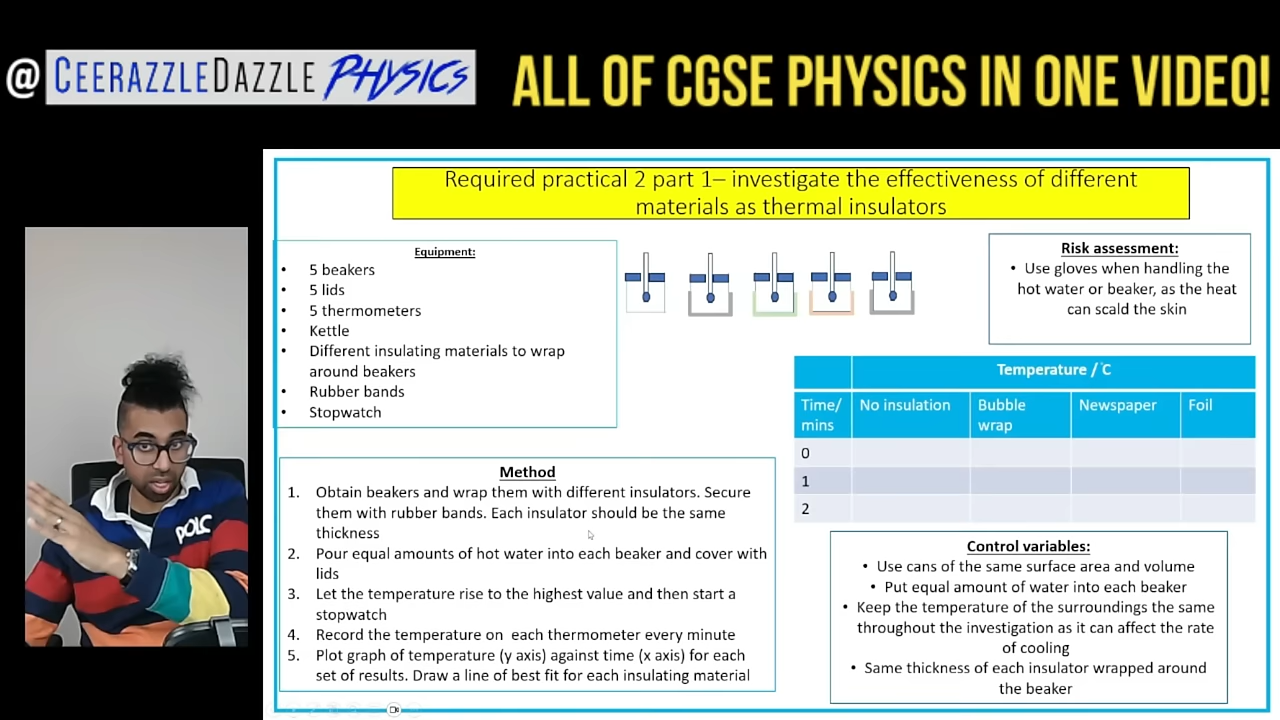 @ CEERAZZLEDAZZLE PHYSICS
ALL OF CGSE PHYSICS IN ONE VIDEO!
Required practical 2 part 1– investigate the effectiveness of different
materials as thermal insulators
Equipment:
• 5 beakers
• 5 lids
• 5 thermometers
• Kettle
• Different insulating materials to wrap
around beakers
• Rubber bands
• Stopwatch
Risk assessment:
• Use gloves when handling the
hot water or beaker, as the heat
can scald the skin
Temperature / ̊C
Time/
mins
No insulation
Bubble
wrap
Newspaper
Foil
0
1
2
Method
1. Obtain beakers and wrap them with different insulators. Secure
them with rubber bands. Each insulator should be the same
thickness
2. Pour equal amounts of hot water into each beaker and cover with
lids
3. Let the temperature rise to the highest value and then start a
stopwatch
4. Record the temperature on each thermometer every minute
5. Plot graph of temperature (y axis) against time (x axis) for each
set of results. Draw a line of best fit for each insulating material
Control variables:
• Use cans of the same surface area and volume
• Put equal amount of water into each beaker
• Keep the temperature of the surroundings the same
throughout the investigation as it can affect the rate
of cooling
• Same thickness of each insulator wrapped around
the beaker
POLO